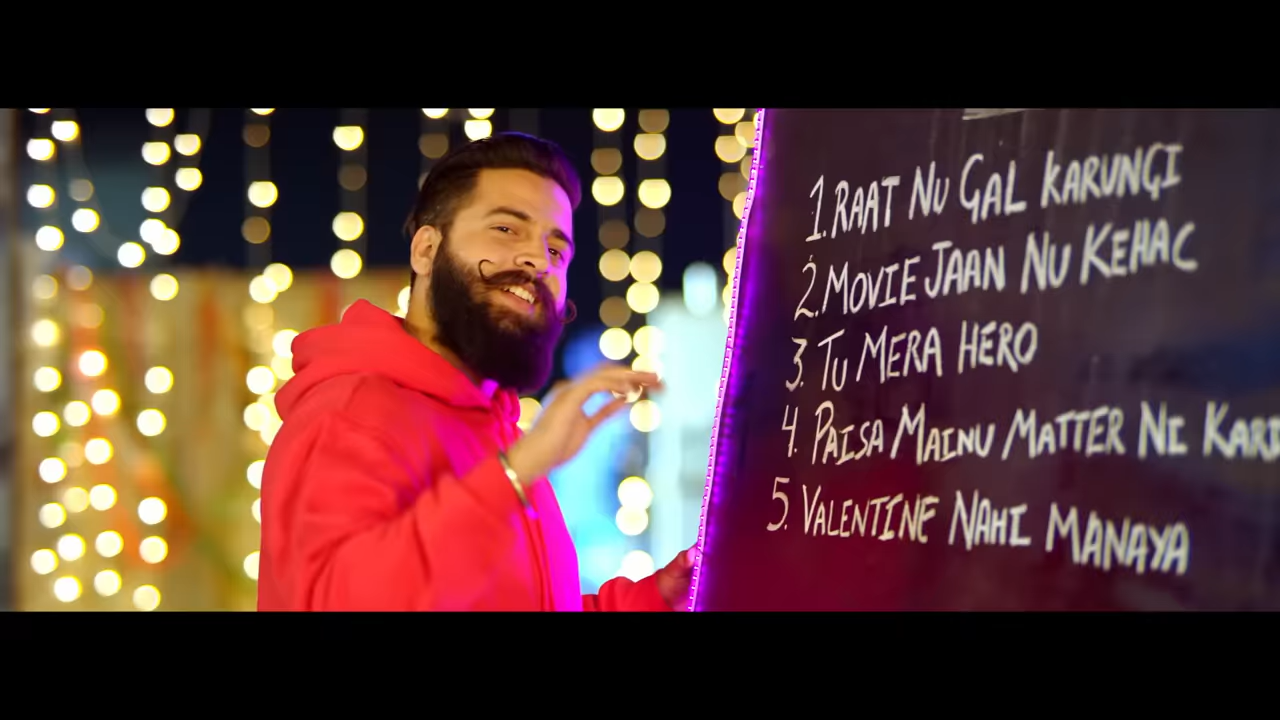 1. RAAT NU GAL KARUNGI
2. MOVIE JAAN NU KEHAC
3. TU MERA HERO
4. PAISA MAINU MATTER NI KAR
5. VALENTINE NAHI MANAYA